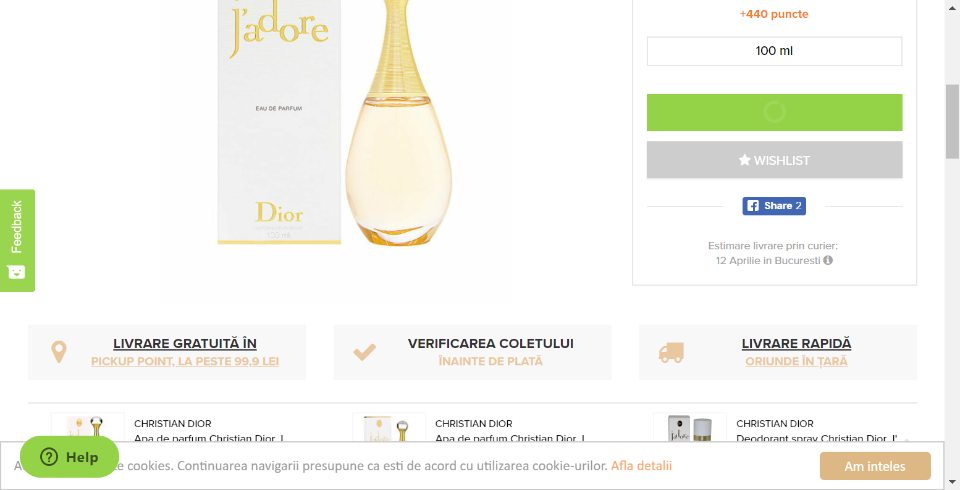 +440 puncte
100 ml
j'adore
EAU DE PARFUM
Dior
100 ml
WISHLIST
Share 2
Estimare livrare prin curier:
12 Aprilie in Bucuresti
Feedback
LIVRARE GRATUITĂ ÎN
PICKUP POINT, LA PESTE 99,9 LEI
VERIFICAREA COLETULUI
ÎNAINTE DE PLATĂ
LIVRARE RAPIDĂ
ORIUNDE IN ȚARĂ
CHRISTIAN DIOR
Apa de parfum Christian Dior, J
CHRISTIAN DIOR
Apa de parfum Christian Dior, J
CHRISTIAN DIOR
Deodorant spray Christian Dior, J'
Help
cookies. Continuarea navigarii presupune ca esti de acord cu utilizarea cookie-urilor. Afla detalii
Am inteles